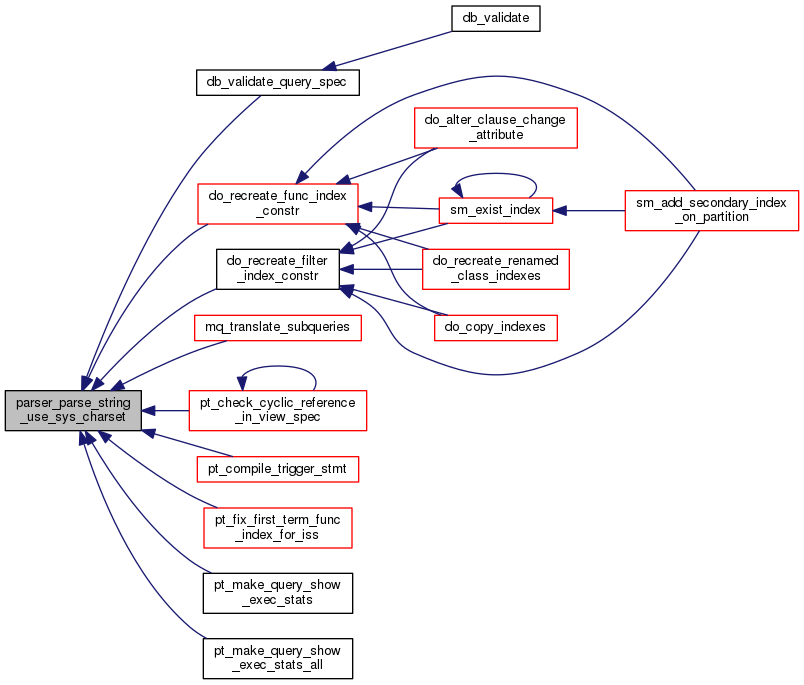 db_validate
db_validate_query_spec
do_alter_clause_change
_attribute
do_recreate_func_index
_constr
sm_exist_index
sm_add_secondary_index
_on_partition
do_recreate_filter
_index_constr
do_recreate_renamed
_class_indexes
mq_translate_subqueries
do_copy_indexes
parser_parse_string
_use_sys_charset
pt_check_cyclic_reference
_in_view_spec
pt_compile_trigger_stmt
pt_fix_first_term_func
_index_for_iss
pt_make_query_show
_exec_stats
pt_make_query_show
_exec_stats_all